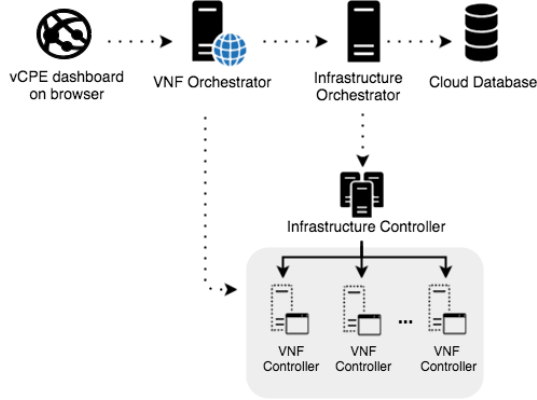 vCPE dashboard
on browser
VNF Orchestrator
Infrastructure
Orchestrator
Cloud Database
Infrastructure Controller
VNF
Controller
VNF
Controller
...
VNF
Controller